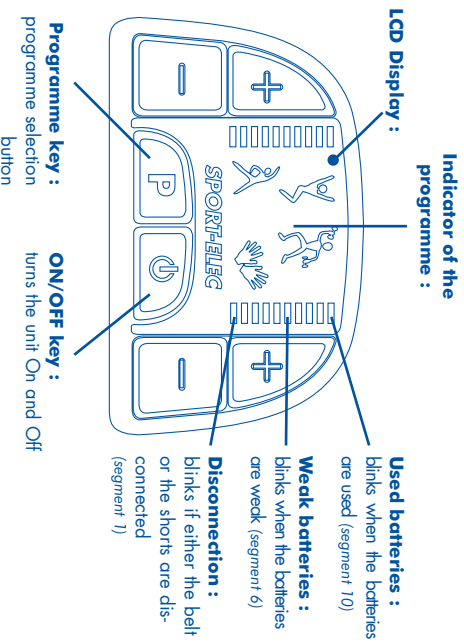 LCD Display :
Indicator of the
programme :
Used batteries :
blinks when the batteries
are used (segment 10)
Weak batteries :
blinks when the batteries
are weak (segment 6)
Disconnection :
blinks if either the belt
or the shorts are dis-
connected
(segment 1)
SPORT-ELEC
P
Programme key :
programme selection
button
ON/OFF key :
turns the unit On and Off